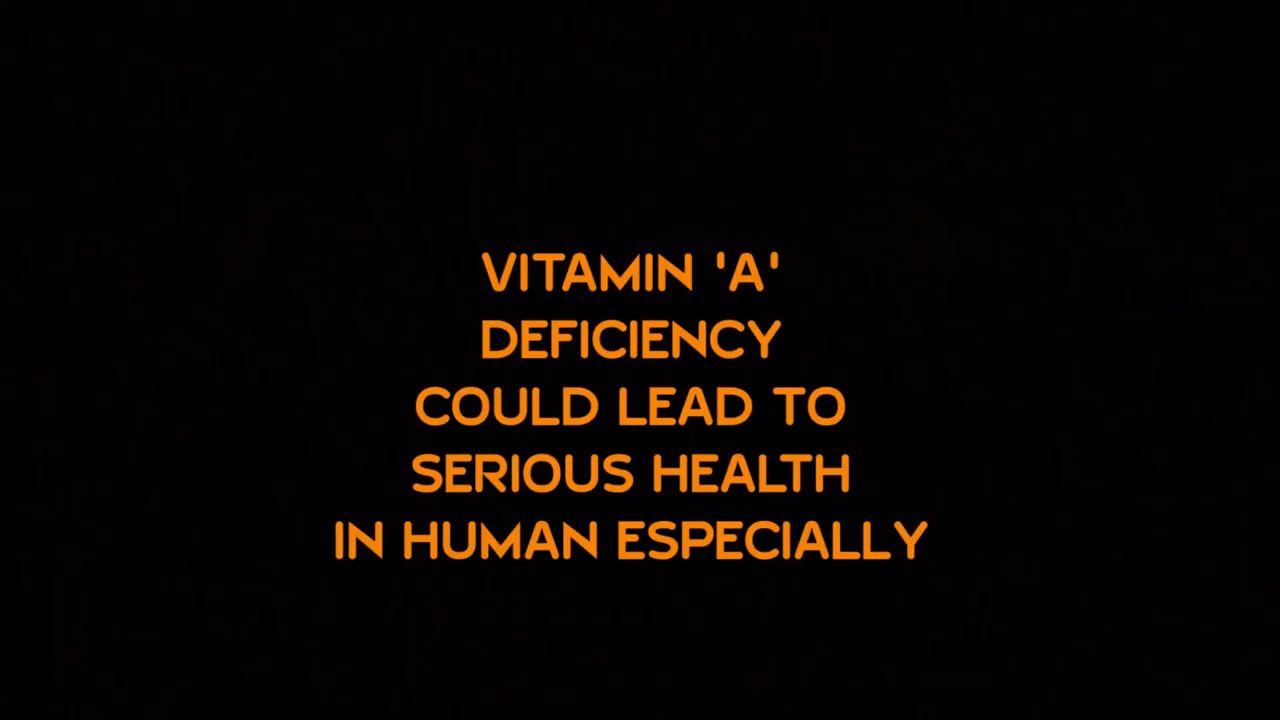 VITAMIN 'A'
DEFICIENCY
COULD LEAD TO
SERIOUS HEALTH
IN HUMAN ESPECIALLY